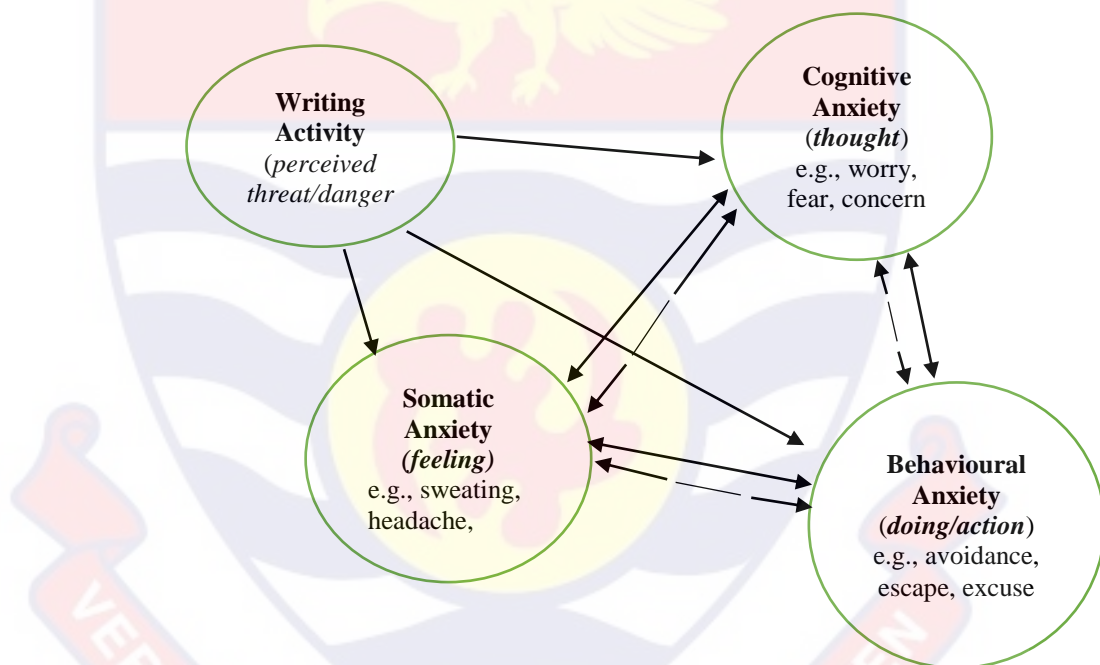 Writing
Activity
(perceived
threat/danger
Cognitive
Anxiety
(thought)
e.g., worry,
fear, concern
Somatic
Anxiety
(feeling)
e.g., sweating,
headache,
Behavioural
Anxiety
(doing/action)
e.g., avoidance,
escape, excuse